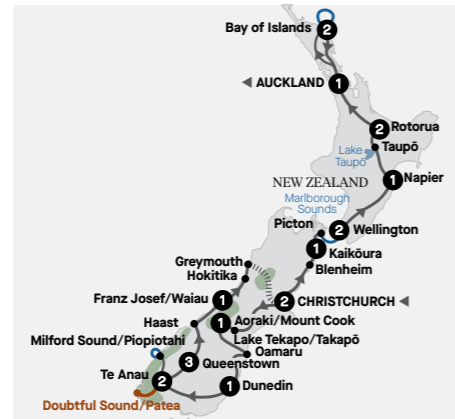 Bay of Islands
2
◀ AUCKLAND
1
2
Rotorua
Taupō
Lake
Taupō
1
Napier
NEW ZEALAND
Marlborough
Sounds
Picton
2
Wellington
1
Kaikōura
Blenheim
Greymouth
Hokitika
2
CHRISTCHURCH ◀
Franz Josef/Waiau
1
1
Aoraki/Mount Cook
Haast
Lake Tekapo/Takapō
Milford Sound/Piopiotahi
Oamaru
3
Queenstown
Te Anau
2
1
Dunedin
Doubtful Sound/Patea